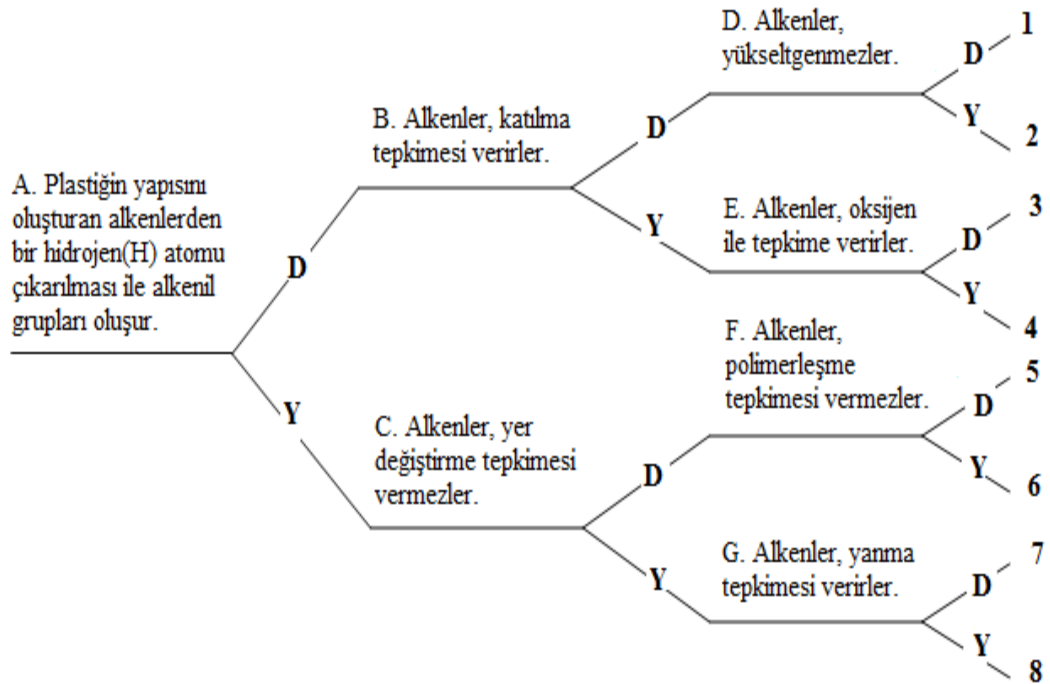 A. Plastiğin yapısını
oluşturan alkenlerden
bir hidrojen(H) atomu
çıkarılması ile alkenil
grupları oluşur.
D
Y
B. Alkenler, katılma
tepkimesi verirler.
D
Y
C. Alkenler, yer
değiştirme tepkimesi
vermezler.
D
Y
D. Alkenler,
yükseltgenmezler.
D
1
Y
2
E. Alkenler, oksijen
ile tepkime verirler.
D
3
Y
4
F. Alkenler,
polimerleşme
tepkimesi vermezler.
D
5
Y
6
G. Alkenler, yanma
tepkimesi verirler.
D
7
Y
8